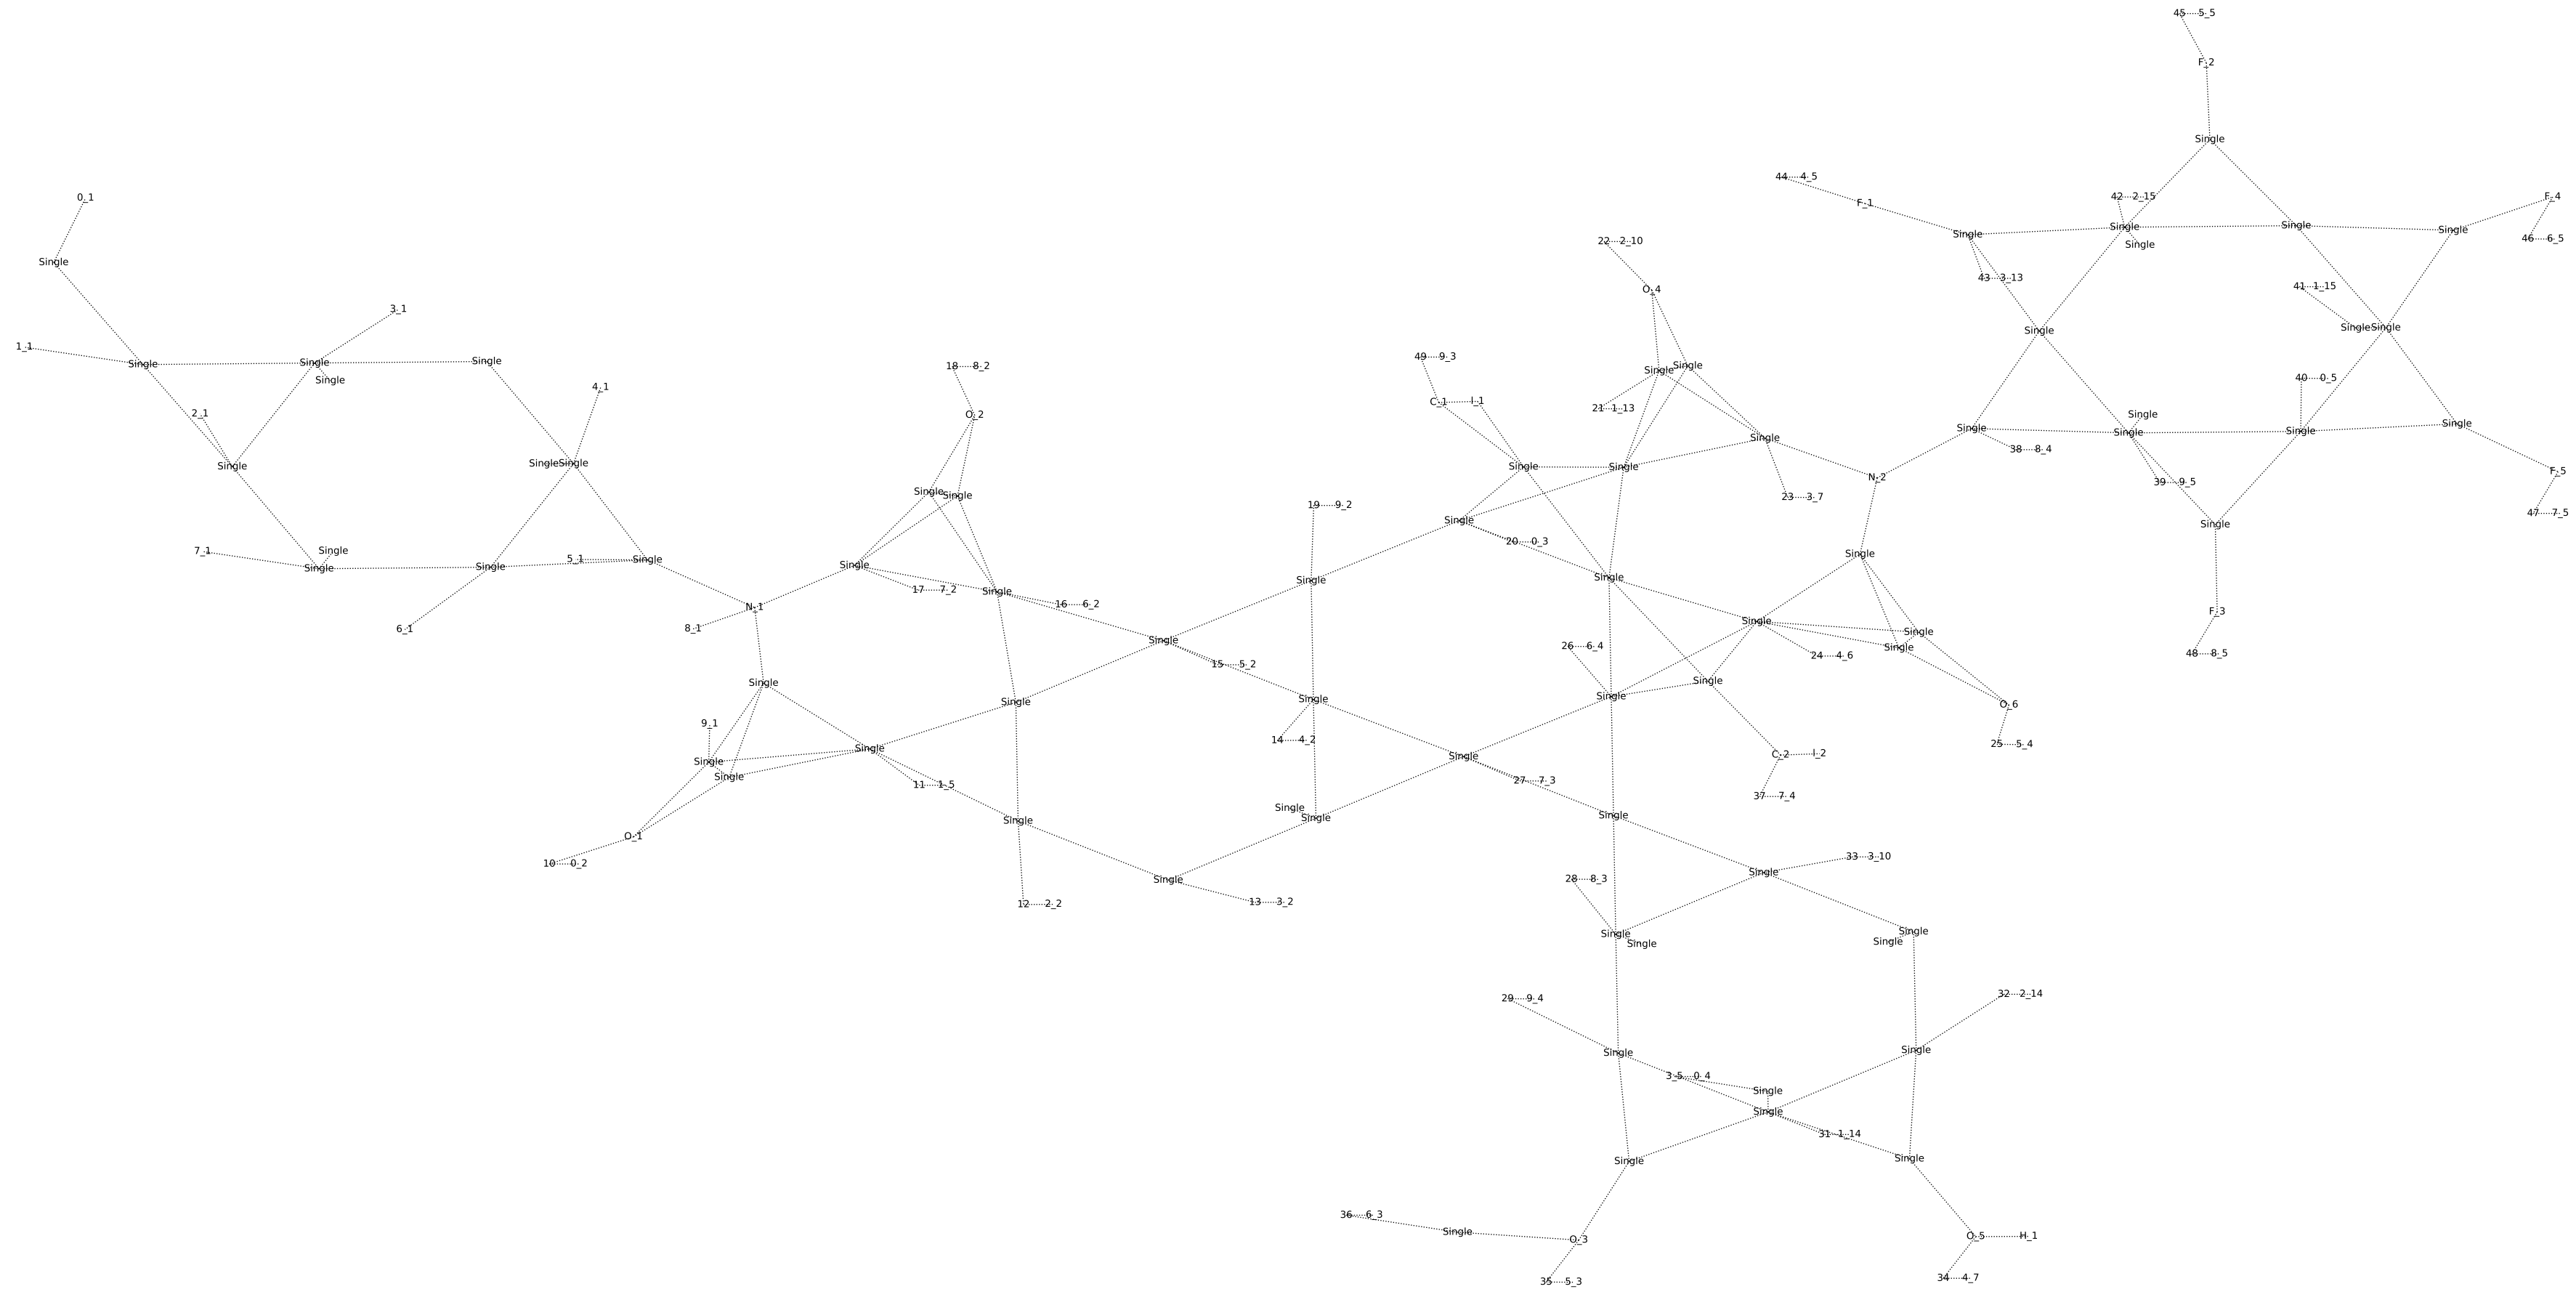 45 5_5
F_2
Single
44 4_5
42 2_15
F_4
0_1
F_1
Single
Single
Single
Single
Single
46 6_5
22 2_10
Single
Single
43 3_13
41 1_15
O_4
3_1
Single
Single Single
1_1
Single
Single
Single
Single
49 9_3
18 8_2
Single
Single
40 0_5
4_1
C_1
I_1
21 1_13
2_1
O_2
Single
Single
Single
Single
Single
Single
Single
Single
Single Single
Single
Single
38 8_4
F_5
N_2
39 9_5
Single
Single
23 3_7
19 9_2
47 7_5
Single
Single
20 0_3
7_1
Single
Single
Single
5_1
Single
Single
Single
Single
Single
Single
17 7_2
Single
16 6_2
N_1
F_3
8_1
6_1
Single
Single
Single
26 6_4
Single
24 4_6
48 8_5
15 5_2
Single
Single
Single
Single
Single
O_6
9_1
14 4_2
25 5_4
Single
Single
C_2
I_2
Single
Single
11 1_5
27 7_3
37 7_4
Single
Single
Single
Single
O_1
10 0_2
33 3_10
Single
Single
28 8_3
12 2_2
13 3_2
Single
Single
Single
Single
29 9_4
32 2_14
Single
Single
3_5 0_4
Single
Single
31 1_14
Single
Single
36 6_3
Single
O_3
O_5
H_1
35 5_3
34 4_7